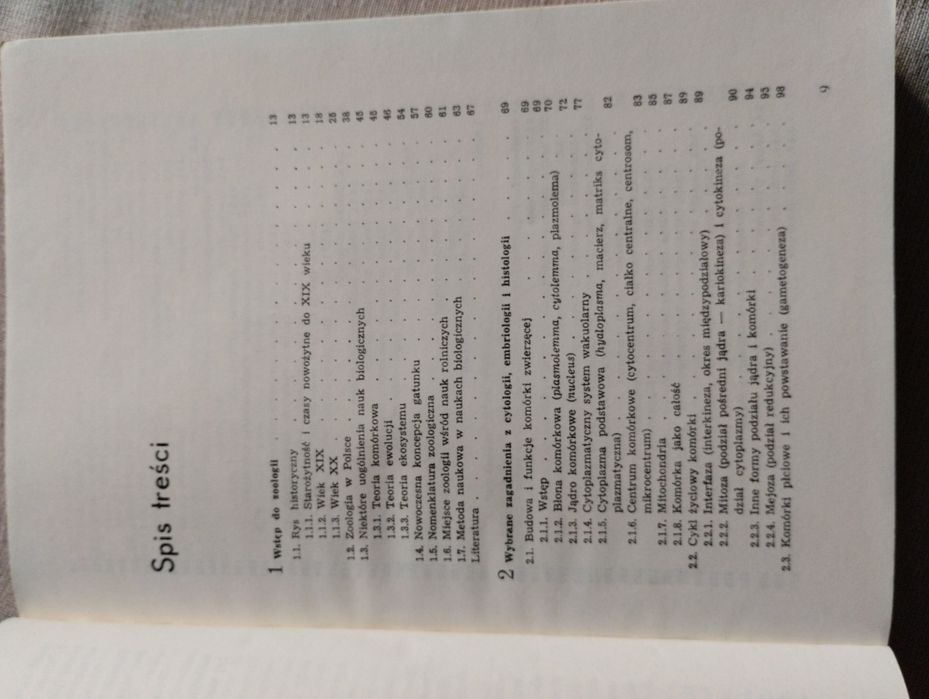 Spis treści
1 Wstęp do zoologii . . . . . . . . . . . . . . . 13
1.1. Rys historyczny . . . . . . . . . . . . . . 13
1.1.1. Starożytność i czasy nowożytne do XIX wieku . . . . . . 13
1.1.2. Wiek XIX . . . . . . . . . . . . . . 18
1.1.3. Wiek XX . . . . . . . . . . . . . . 25
1.2. Zoologia w Polsce . . . . . . . . . . . . . 38
1.3. Niektóre uogólnienia nauk biologicznych . . . . . . . . 45
1.3.1. Teoria komórkowa . . . . . . . . . . . . 45
1.3.2. Teoria ewolucji . . . . . . . . . . . . 46
1.3.3. Teoria ekosystemu . . . . . . . . . . . . 54
1.4. Nowoczesna koncepcja gatunku . . . . . . . . . . 57
1.5. Nomenklatura zoologiczna . . . . . . . . . . . 60
1.6. Miejsce zoologii wśród nauk rolniczych . . . . . . . . 61
1.7. Metoda naukowa w naukach biologicznych . . . . . . . . 63
Literatura . . . . . . . . . . . . . . . . 67
2 Wybrane zagadnienia z cytologii, embriologii i histologii . . . . 69
2.1. Budowa i funkcje komórki zwierzęcej . . . . . . . . . 69
2.1.1. Wstęp . . . . . . . . . . . . . . . 69
2.1.2. Błona komórkowa (plasmolemma, cytolemma, plazmolema) . . 70
2.1.3. Jądro komórkowe (nucleus) . . . . . . . . . . 72
2.1.4. Cytoplazmatyczny system wakuolarny . . . . . . . 77
2.1.5. Cytoplazma podstawowa (hyaloplasma, macierz, matriks cyto-
plazmatyczna) . . . . . . . . . . . . . 82
2.1.6. Centrum komórkowe (cytocentrum, ciałko centralne, centrosom,
mikrocentrum) . . . . . . . . . . . . . 83
2.1.7. Mitochondria . . . . . . . . . . . . . 85
2.1.8. Komórka jako całość . . . . . . . . . . . 87
2.2. Cykl życiowy komórki . . . . . . . . . . . . 89
2.2.1. Interfaza (interkineza, okres międzypodziałowy) . . . . . 89
2.2.2. Mitoza (podział pośredni jądra — kariokineza) i cytokineza (po-
dział cytoplazmy) . . . . . . . . . . . . 90
2.2.3. Inne formy podziału jądra i komórki . . . . . . . . 94
2.2.4. Mejoza (podział redukcyjny) . . . . . . . . . . 95
2.3. Komórki płciowe i ich powstawanie (gametogeneza) . . . . . 98
9